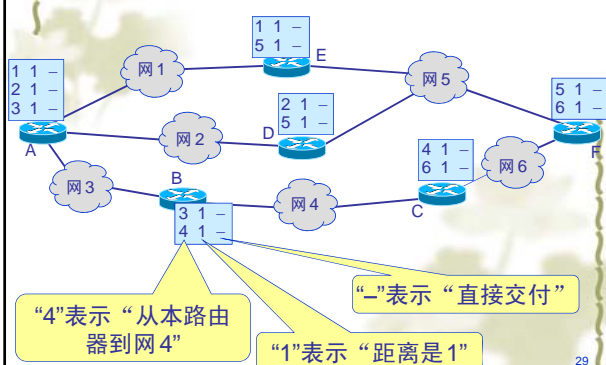 1 1 –
5 1 –
E
网1
网5
1 1 –
2 1 –
3 1 –
A
2 1 –
5 1 –
D
网2
5 1 –
6 1 –
F
4 1 –
6 1 –
C
网6
网3
B
3 1 –
4 1 –
网4
“4”表示“从本路由
器到网4”
“1”表示“距离是1”
“–”表示“直接交付”
29